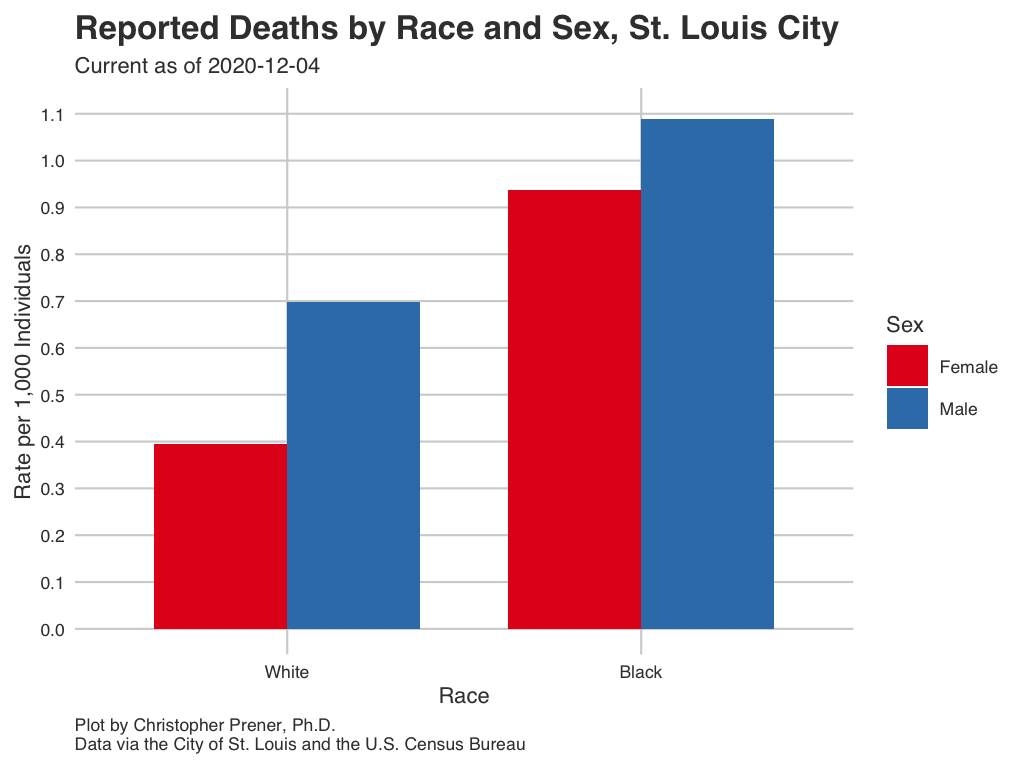 Reported Deaths by Race and Sex, St. Louis City
Current as of 2020-12-04
Rate per 1,000 Individuals
1.1
1.0
0.9
0.8
0.7
0.6
0.5
0.4
0.3
0.2
0.1
0.0
White
Black
Race
Sex
Female
Male
Plot by Christopher Prener, Ph.D.
Data via the City of St. Louis and the U.S. Census Bureau